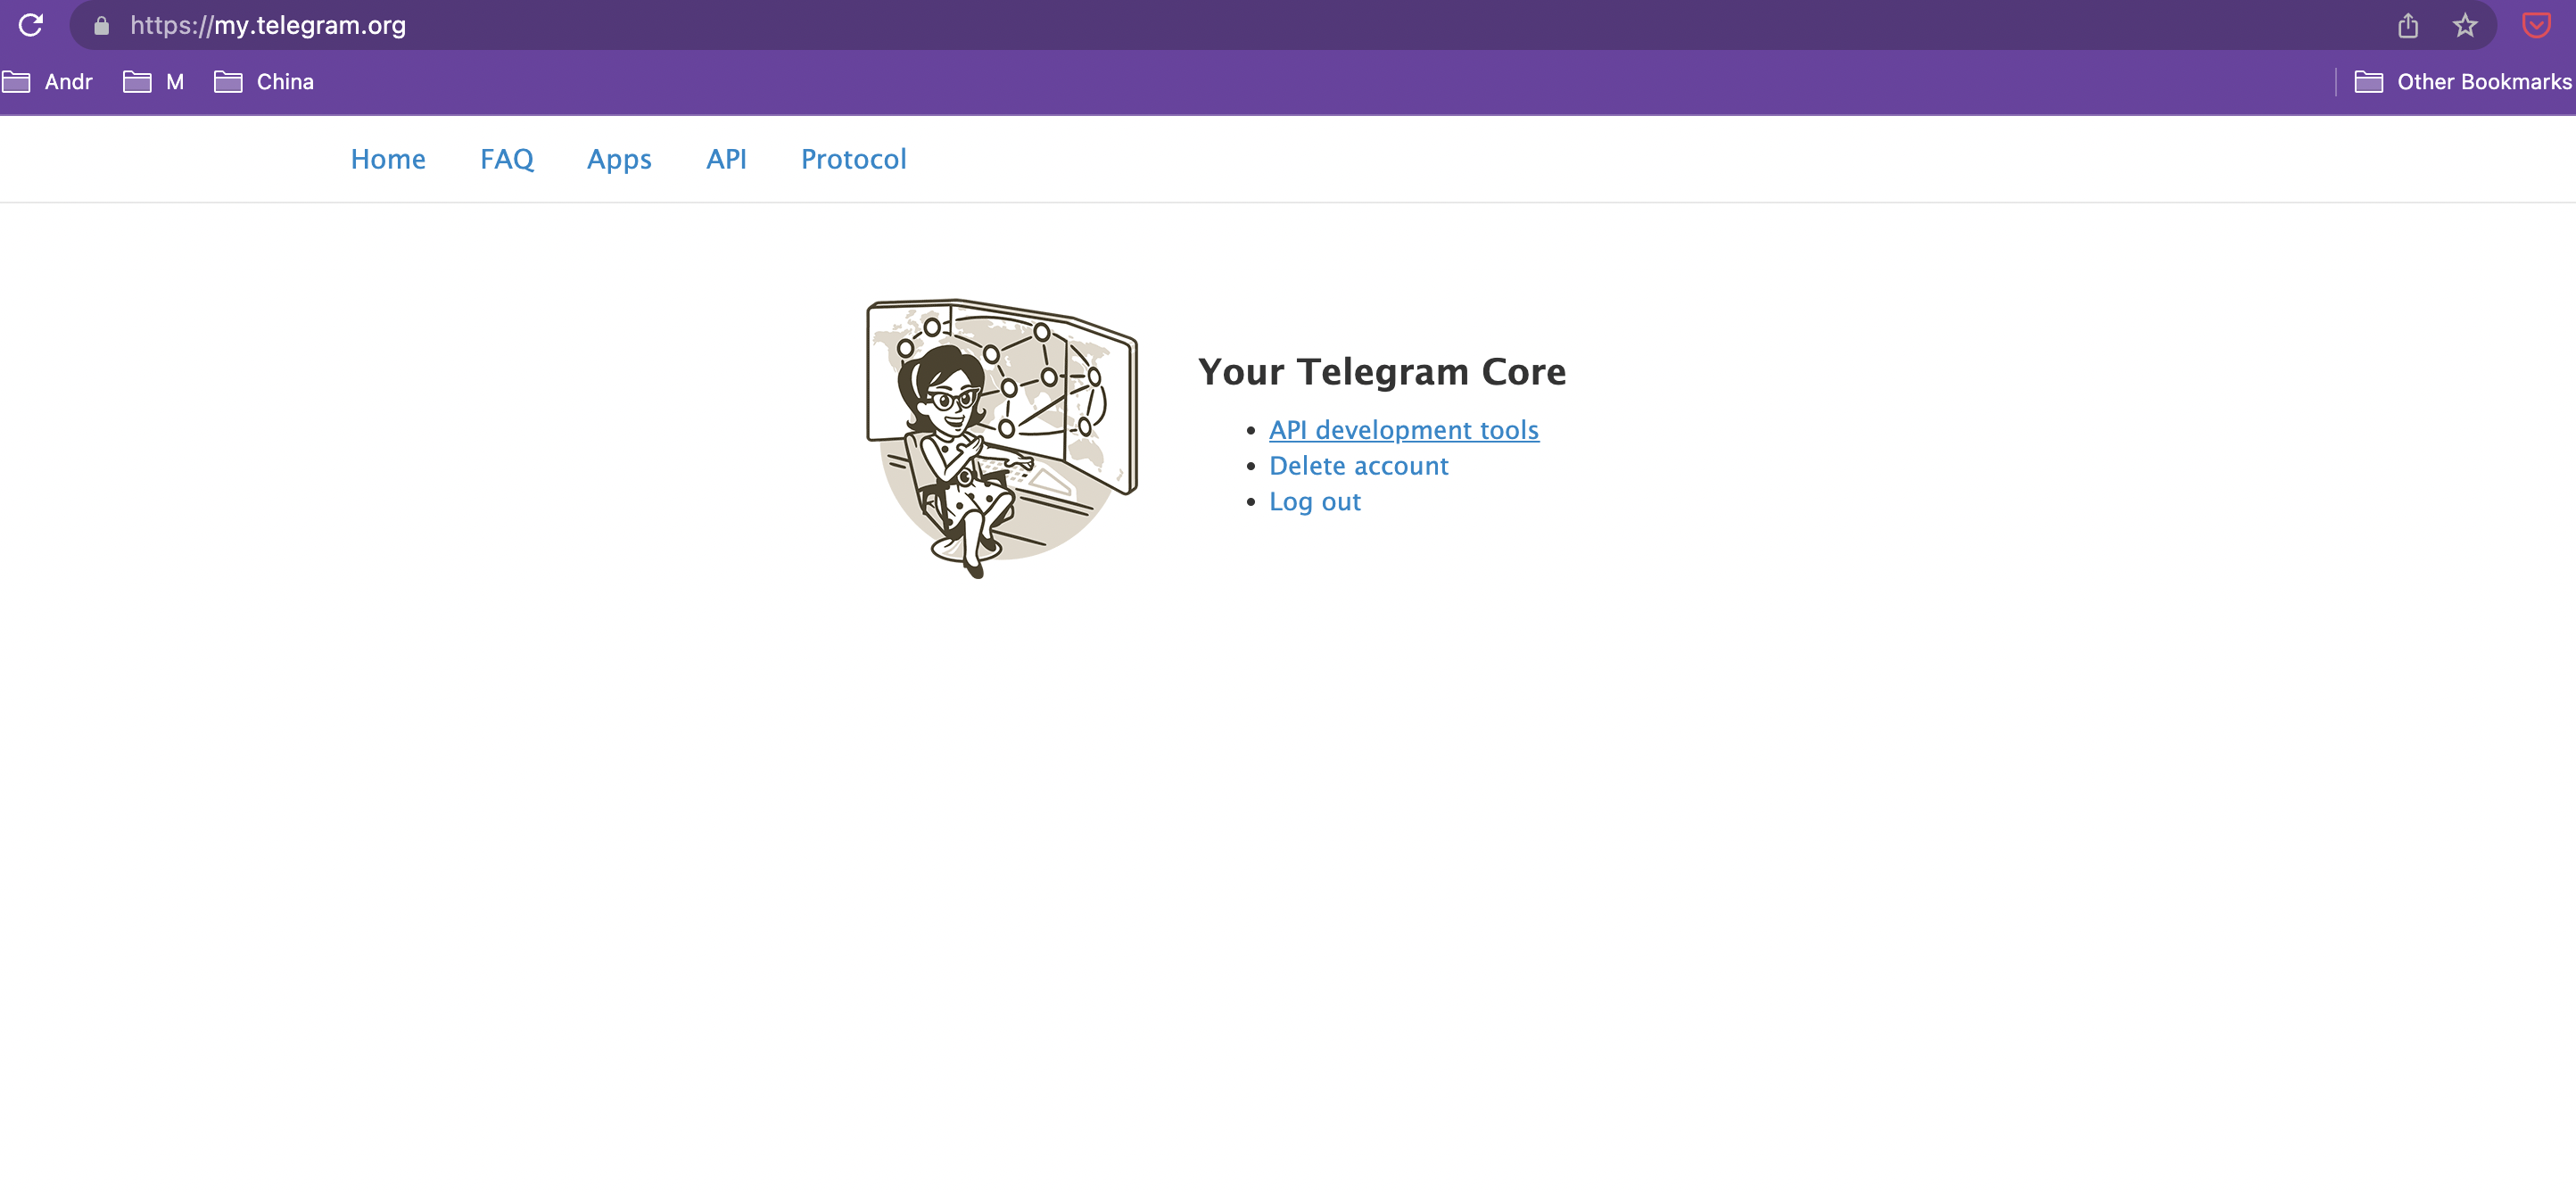 https://my.telegram.org
Andr M China Other Bookmarks
Home FAQ Apps API Protocol
Your Telegram Core
API development tools
Delete account
Log out